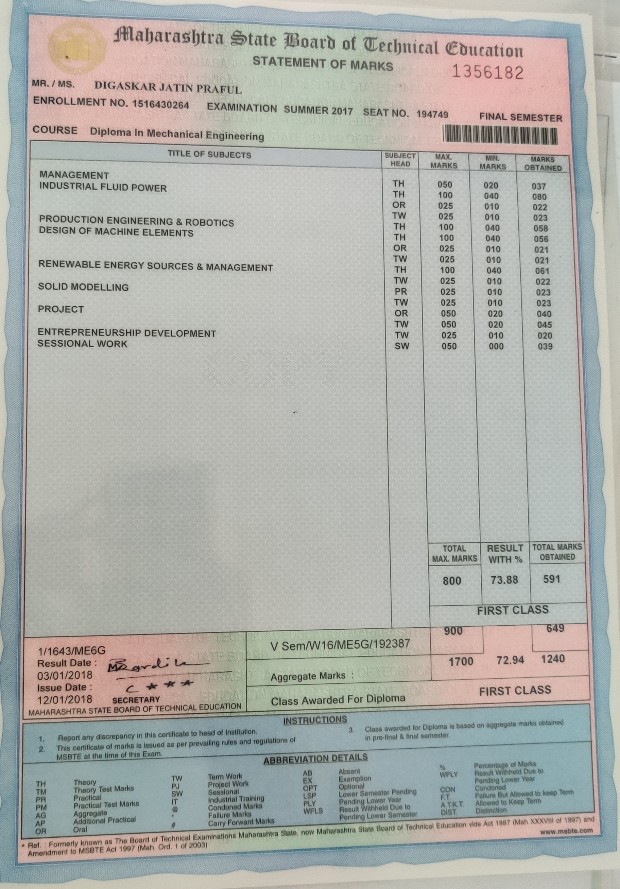 Maharashtra State Board of Technical Education
STATEMENT OF MARKS
1356182
MR. / MS. DIGASKAR JATIN PRAFUL
ENROLLMENT NO. 1516430264 EXAMINATION SUMMER 2017 SEAT NO. 194749 FINAL SEMESTER
COURSE Diploma In Mechanical Engineering
TITLE OF SUBJECTS SUBJECT HEAD MAX. MARKS MIN. MARKS MARKS OBTAINED
MANAGEMENT TH 050 020 037
INDUSTRIAL FLUID POWER TH 100 040 080
OR 025 010 022
TW 025 010 023
PRODUCTION ENGINEERING & ROBOTICS TH 100 040 058
DESIGN OF MACHINE ELEMENTS TH 100 040 056
OR 025 010 021
TW 025 010 021
RENEWABLE ENERGY SOURCES & MANAGEMENT TH 100 040 061
TW 025 010 022
SOLID MODELLING PR 025 010 023
TW 025 010 023
PROJECT OR 050 020 040
TW 050 020 045
ENTREPRENEURSHIP DEVELOPMENT TW 025 010 020
SESSIONAL WORK SW 050 000 039
TOTAL MAX. MARKS RESULT WITH % TOTAL MARKS OBTAINED
800 73.88 591
FIRST CLASS
1/1643/ME6G V Sem/W16/ME5G/192387 900 649
Result Date :
03/01/2018 Aggregate Marks : 1700 72.94 1240
Issue Date : C * * *
12/01/2018 SECRETARY Class Awarded For Diploma FIRST CLASS
MAHARASHTRA STATE BOARD OF TECHNICAL EDUCATION
INSTRUCTIONS
1. Report any discrepancy in this certificate to head of Institution.
2. This certificate of marks is issued as per prevailing rules and regulations of
MSBTE at the time of this Exam.
3. Class awarded for Diploma is based on aggregate marks obtained
in pre-final & final semester.
ABBREVIATION DETAILS
TH Theory
TM Theory Test Marks
PR Practical
PM Practical Test Marks
AG Aggregate
AP Additional Practical
OR Oral
TW Term Work
PJ Project Work
SW Sessional
IT Industrial Training
@ Condoned Marks
* Failure Marks
# Carry Forward Marks
AB Absent
EX Exemption
OPT Optional
LSP Lower Semester Pending
PLY Pending Lower Year
WFLS Result Withheld Due to
Pending Lower Semester
% Percentage of Marks
WFLY Result Withheld Due to
Pending Lower Year
CON Condoned
F.T. Failure But Allowed to keep Term
A.T.K.T. Allowed to Keep Term
DIST. Distinction
* Ref. : Formerly known as The Board of Technical Examinations Maharashtra State, now Maharashtra State Board of Technical Education vide Act 1997 (Mah XXXVIII of 1997) and
Amendment to MSBTE Act 1997 (Mah. Ord. 1 of 2003)
www.msbte.com